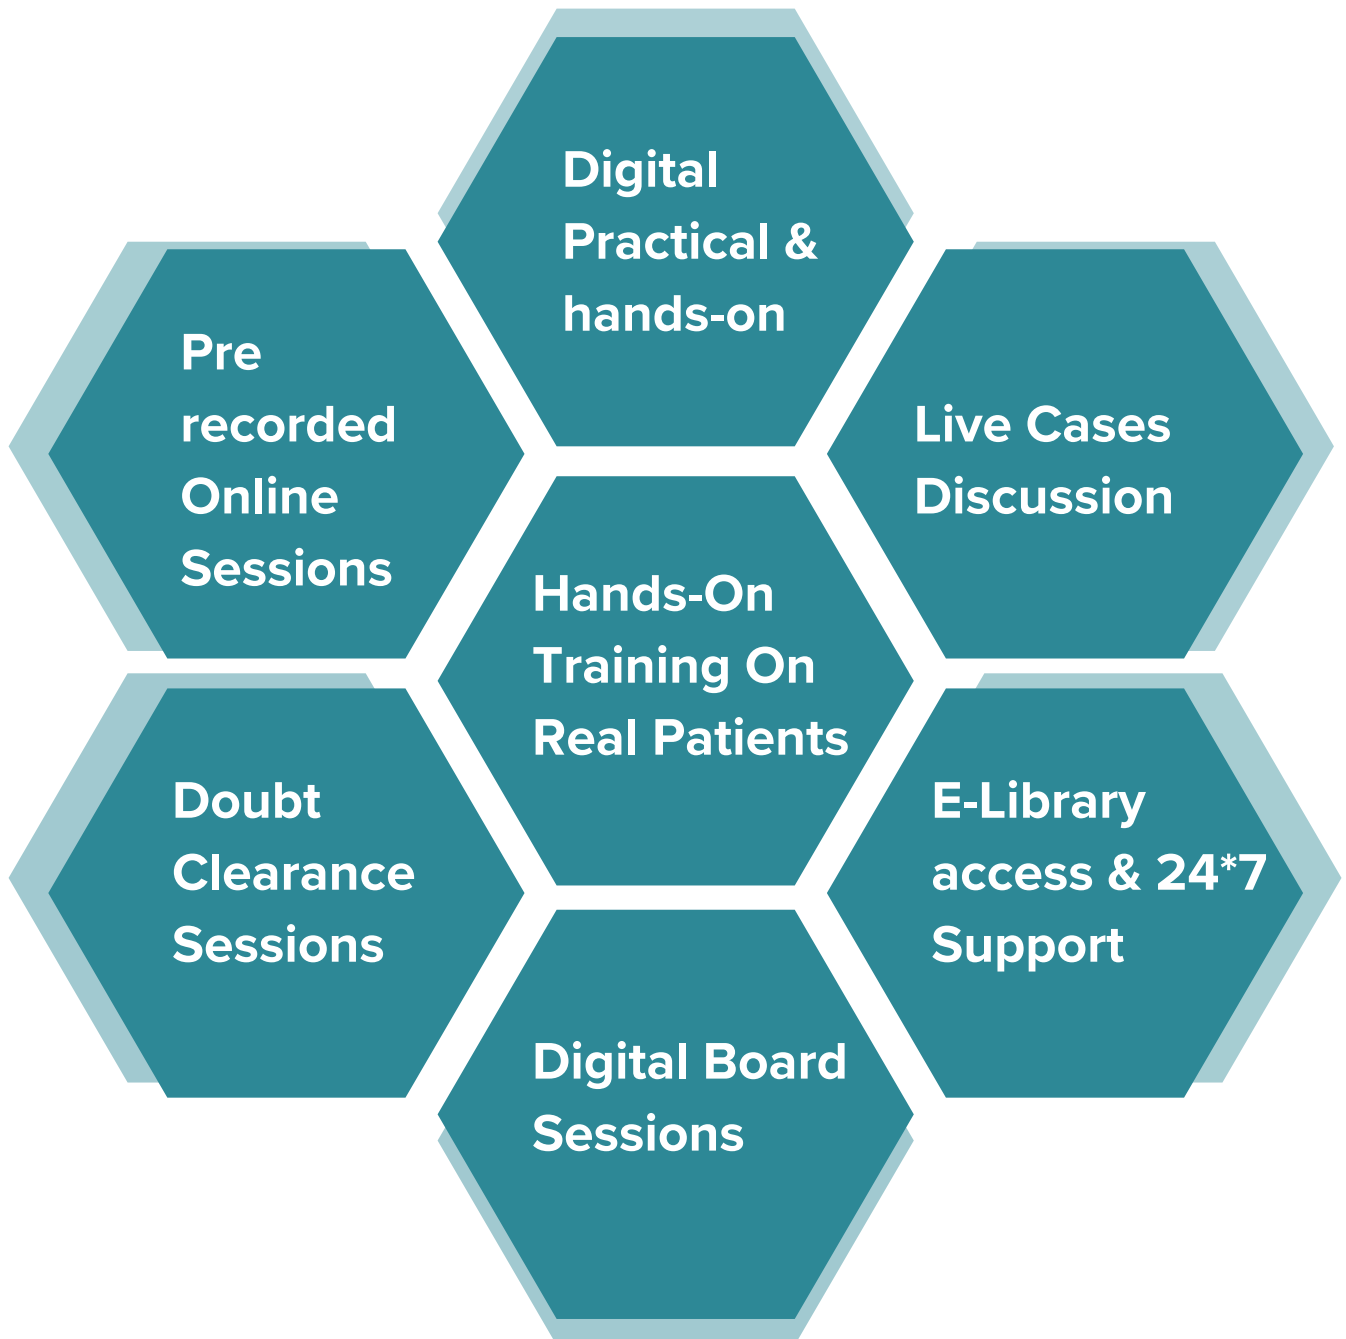 Digital
Practical &
hands-on
Pre
recorded
Online
Sessions
Live Cases
Discussion
Hands-On
Training On
Real Patients
Doubt
Clearance
Sessions
E-Library
access & 24*7
Support
Digital Board
Sessions